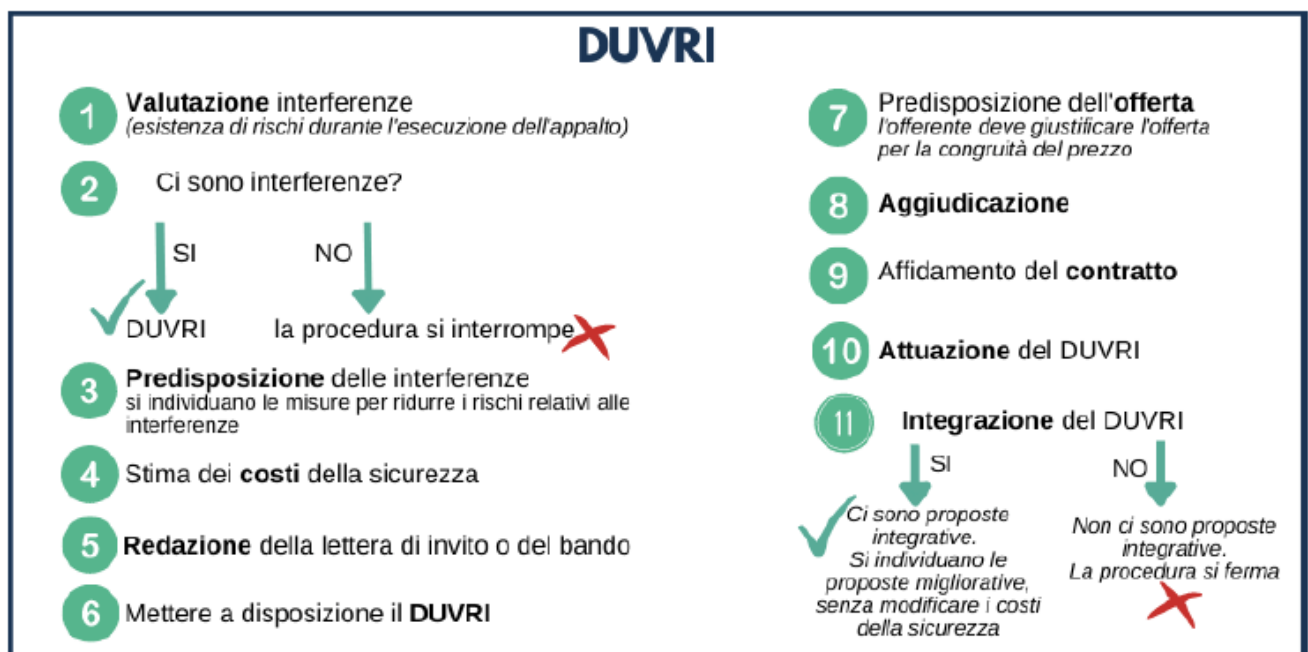 DUVRI
1 Valutazione interferenze
(esistenza di rischi durante l'esecuzione dell'appalto)
2 Ci sono interferenze?
SI
NO
DUVRI
la procedura si interrompe
3 Predisposizione delle interferenze
si individuano le misure per ridurre i rischi relativi alle
interferenze
4 Stima dei costi della sicurezza
5 Redazione della lettera di invito o del bando
6 Mettere a disposizione il DUVRI
7 Predisposizione dell'offerta
l'offerente deve giustificare l'offerta
per la congruità del prezzo
8 Aggiudicazione
9 Affidamento del contratto
10 Attuazione del DUVRI
11 Integrazione del DUVRI
SI
Ci sono proposte
integrative.
Si individuano le
proposte migliorative,
senza modificare i costi
della sicurezza
NO
Non ci sono proposte
integrative.
La procedura si ferma